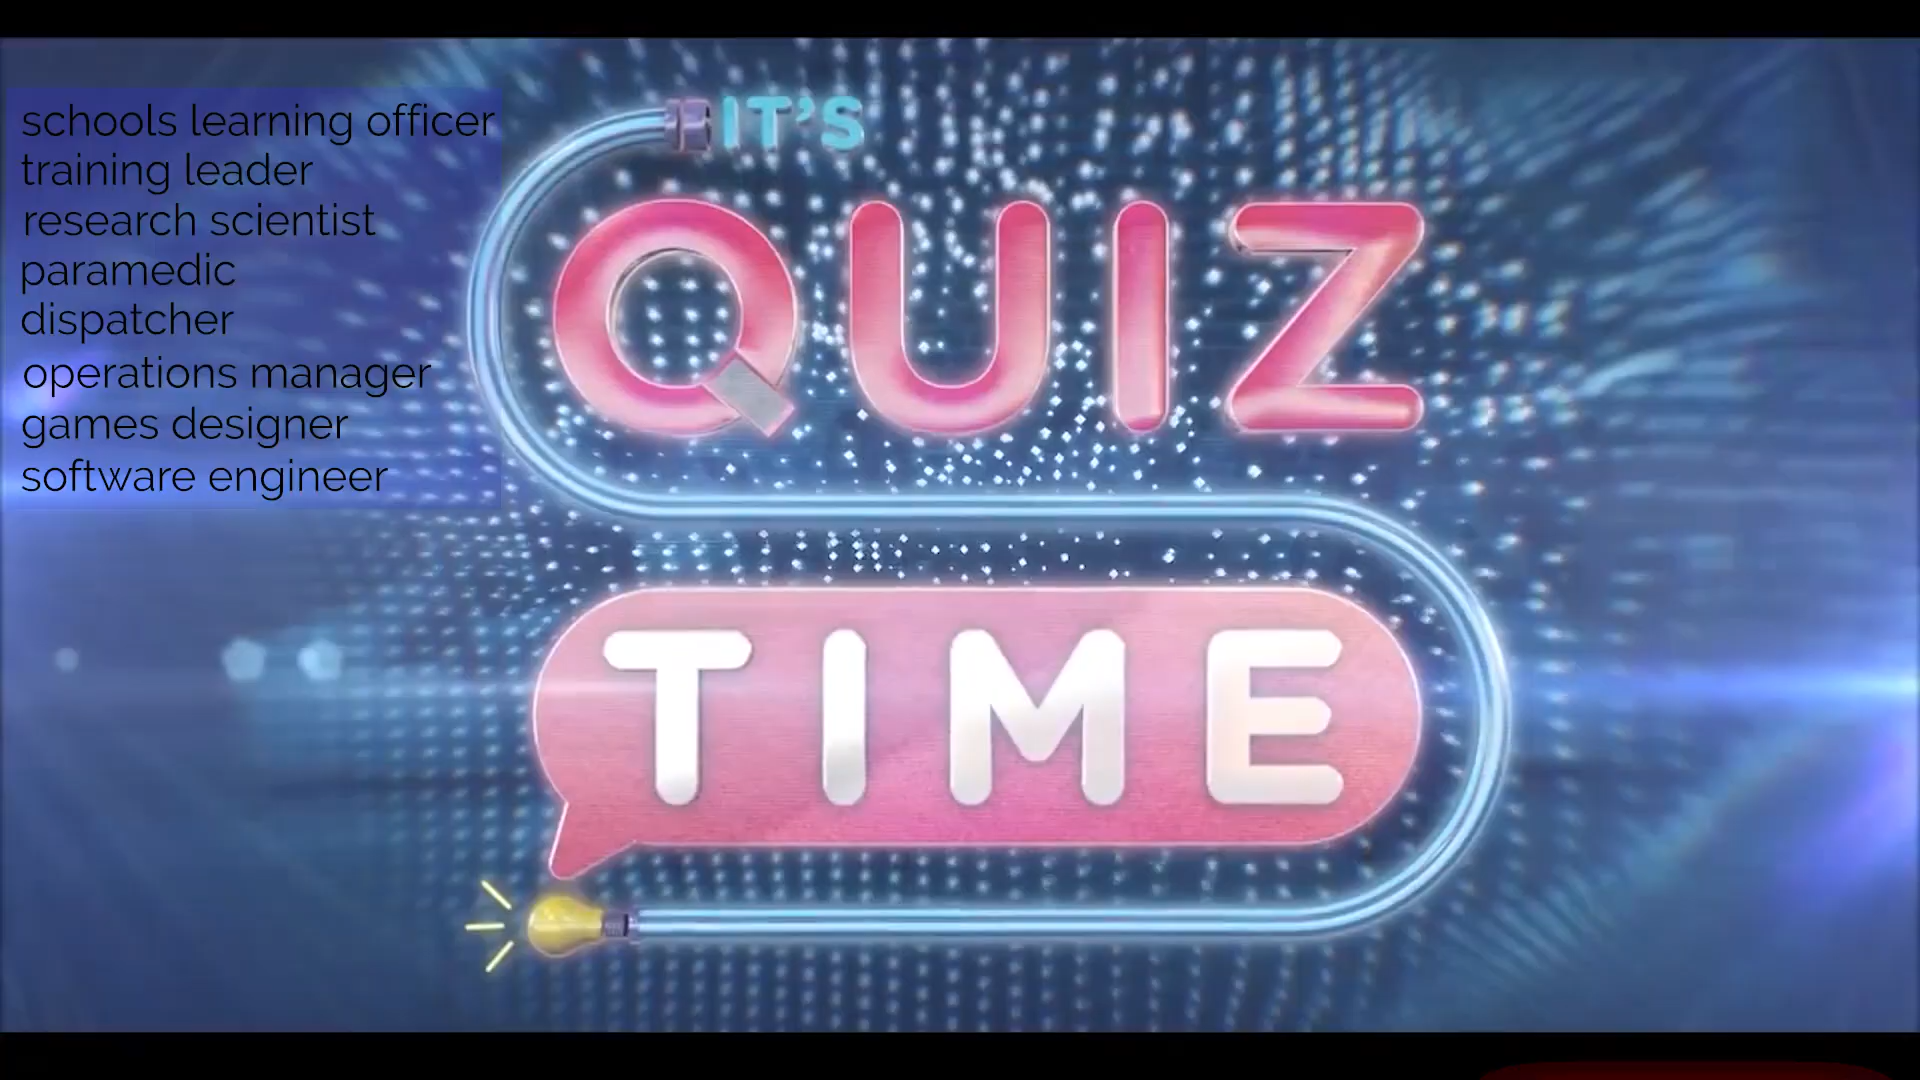 schools learning officer
training leader
research scientist
paramedic
dispatcher
operations manager
games designer
software engineer
IT'S
QUIZ
TIME